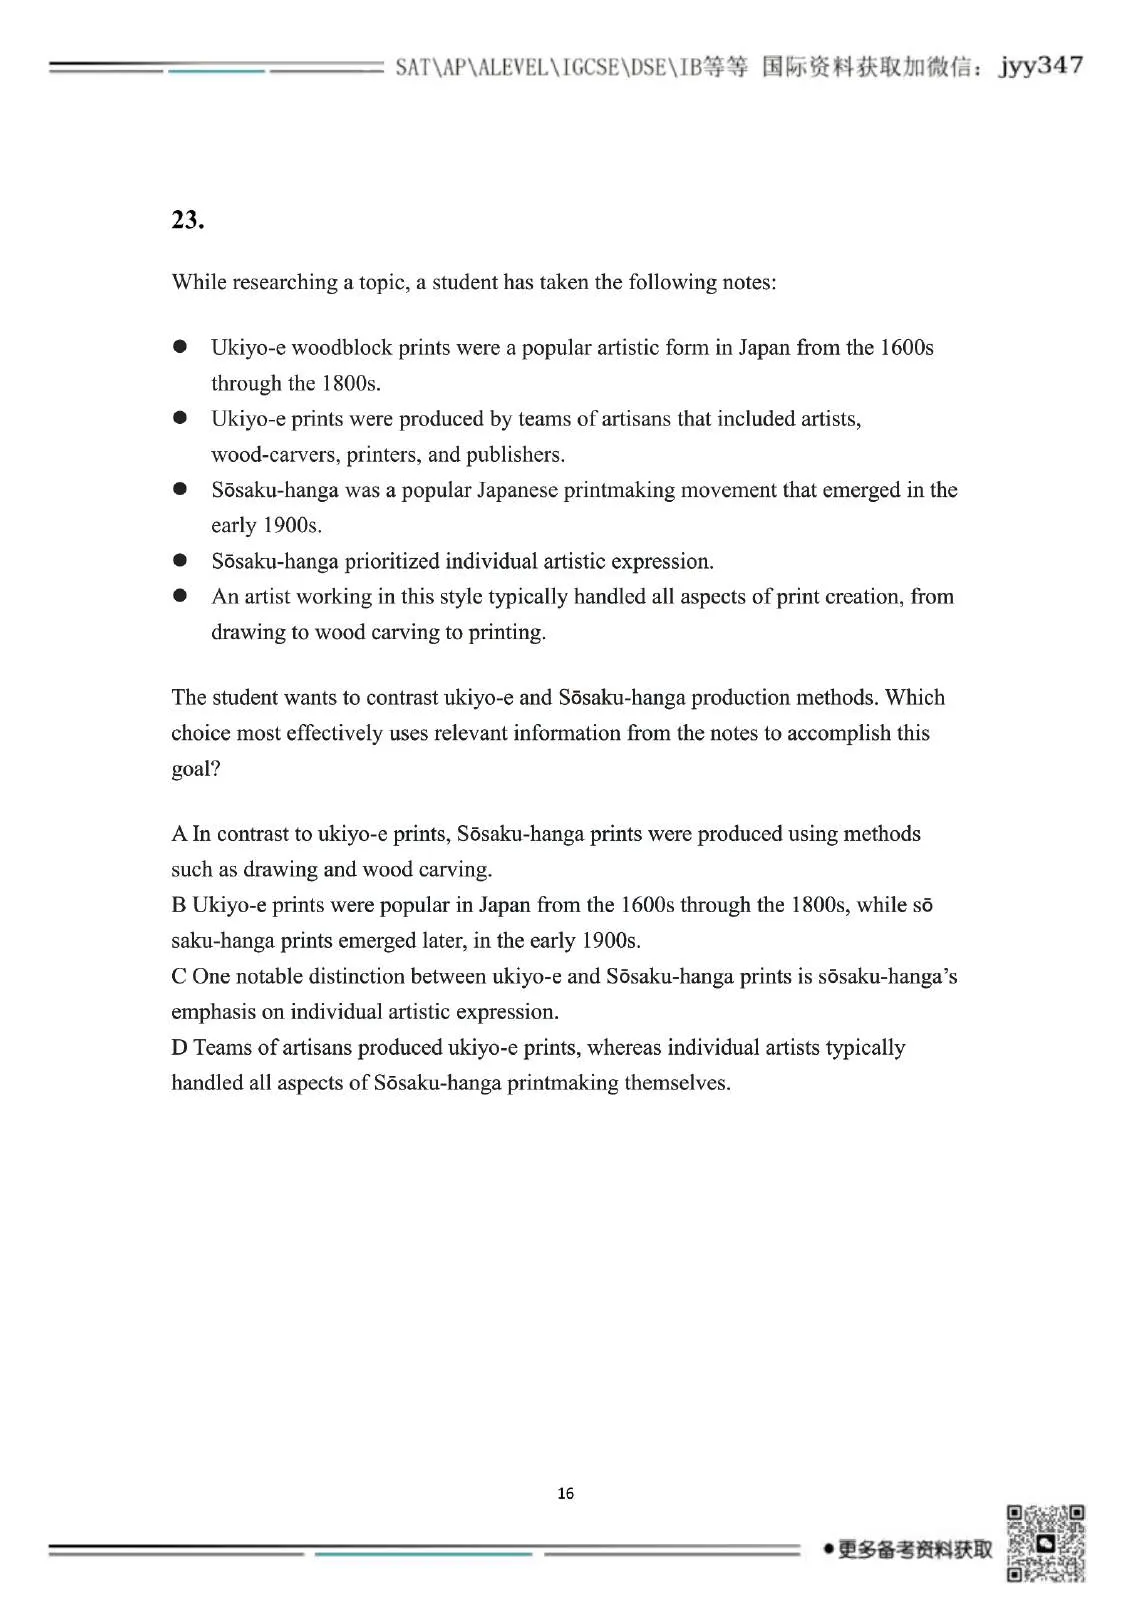 SAT\AP\ALEVEL\IGCSE\DSE\IB等等 国际资料获取加微信：jyy347
23.
While researching a topic, a student has taken the following notes:
● Ukiyo-e woodblock prints were a popular artistic form in Japan from the 1600s
through the 1800s.
● Ukiyo-e prints were produced by teams of artisans that included artists,
wood-carvers, printers, and publishers.
● Sōsaku-hanga was a popular Japanese printmaking movement that emerged in the
early 1900s.
● Sōsaku-hanga prioritized individual artistic expression.
● An artist working in this style typically handled all aspects of print creation, from
drawing to wood carving to printing.
The student wants to contrast ukiyo-e and Sōsaku-hanga production methods. Which
choice most effectively uses relevant information from the notes to accomplish this
goal?
A In contrast to ukiyo-e prints, Sōsaku-hanga prints were produced using methods
such as drawing and wood carving.
B Ukiyo-e prints were popular in Japan from the 1600s through the 1800s, while sō
saku-hanga prints emerged later, in the early 1900s.
C One notable distinction between ukiyo-e and Sōsaku-hanga prints is sōsaku-hanga’s
emphasis on individual artistic expression.
D Teams of artisans produced ukiyo-e prints, whereas individual artists typically
handled all aspects of Sōsaku-hanga printmaking themselves.
16
●更多备考资料获取